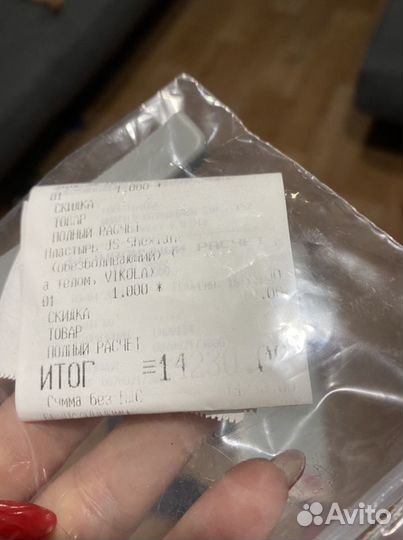 01 1.000 *
СКИДКА
ТОВАР
ПОЛНЫЙ РАСЧЕТ
Пластырь JS
(обезболивающий) (
а телом, VIKOLA)
01 1.000 * .00
СКИДКА
ТОВАР
ПОЛНЫЙ РАСЧЕТ
ИТОГ ≡14230.00
Сумма без НДС
Avito